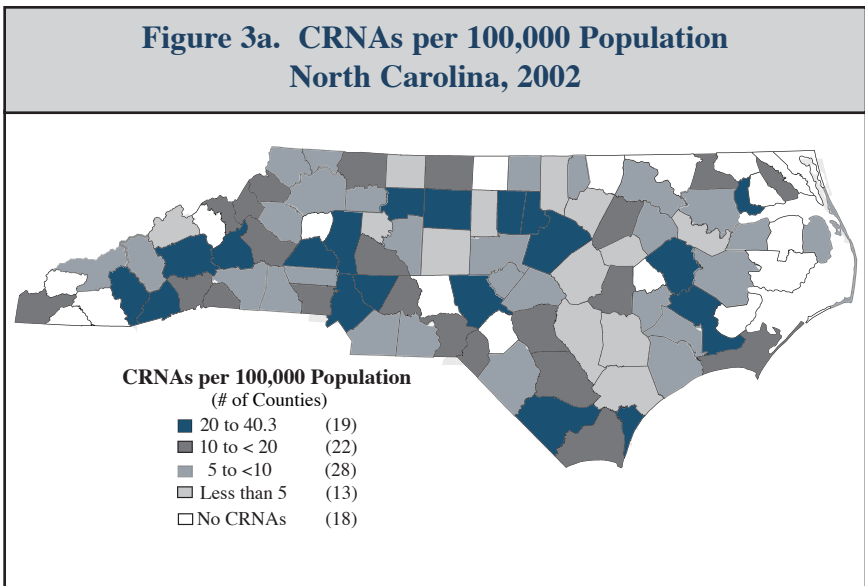 Figure 3a. CRNAs per 100,000 Population
North Carolina, 2002
CRNAs per 100,000 Population
(# of Counties)
20 to 40.3 (19)
10 to < 20 (22)
5 to <10 (28)
Less than 5 (13)
No CRNAs (18)